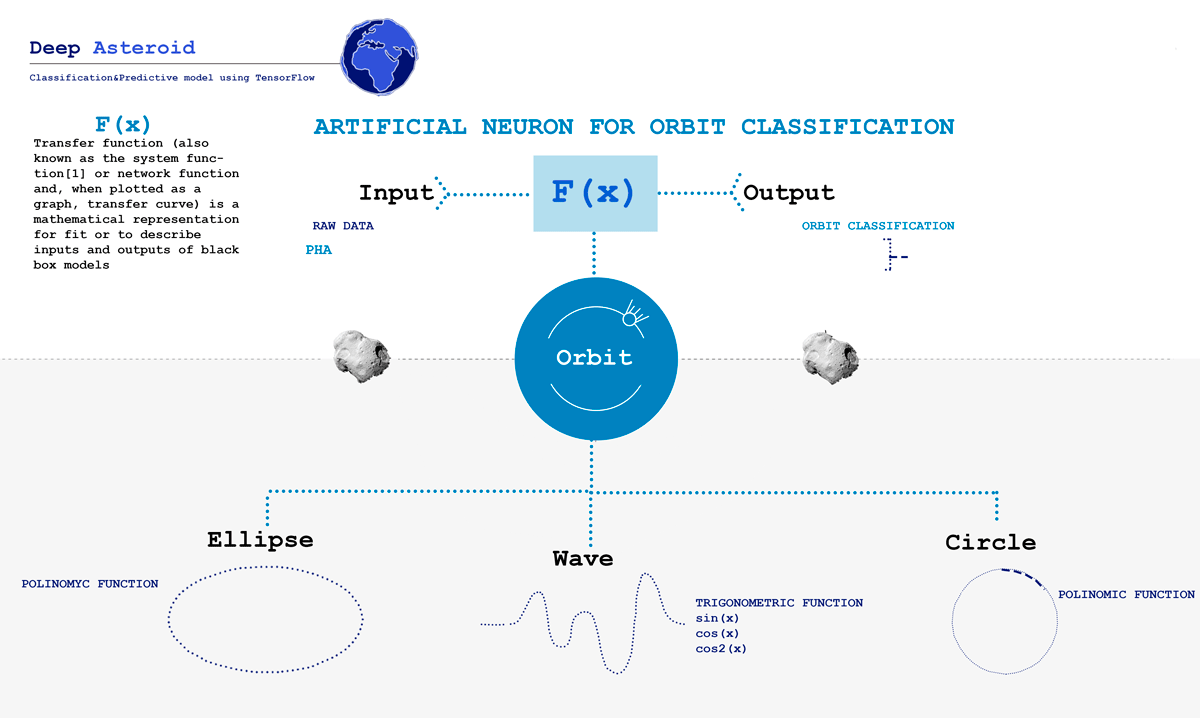 Deep Asteroid
Classification&Predictive model using TensorFlow
F(x)
Transfer function (also
known as the system func-
tion[1] or network function
and, when plotted as a
graph, transfer curve) is a
mathematical representation
for fit or to describe
inputs and outputs of black
box models
ARTIFICIAL NEURON FOR ORBIT CLASSIFICATION
Input
F(x)
Output
RAW DATA
PHA
ORBIT CLASSIFICATION
Orbit
Ellipse
POLINOMYC FUNCTION
Wave
TRIGONOMETRIC FUNCTION
sin(x)
cos(x)
cos2(x)
Circle
POLINOMIC FUNCTION